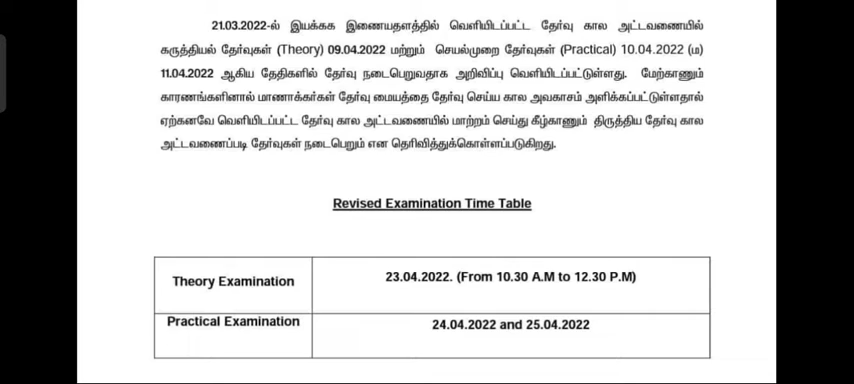 21.03.2022-ல் இயக்கக இணையதளத்தில் வெளியிடப்பட்ட தேர்வு கால அட்டவணையில்
கருத்தியல் தேர்வுகள் (Theory) 09.04.2022 மற்றும் செயல்முறை தேர்வுகள் (Practical) 10.04.2022 (ம)
11.04.2022 ஆகிய தேதிகளில் தேர்வு நடைபெறுவதாக அறிவிப்பு வெளியிடப்பட்டுள்ளது. மேற்காணும்
காரணங்களினால் மாணாக்கர்கள் தேர்வு மையத்தை தேர்வு செய்ய கால அவகாசம் அளிக்கப்பட்டுள்ளதால்
ஏற்கனவே வெளியிடப்பட்ட தேர்வு கால அட்டவணையில் மாற்றம் செய்து கீழ்காணும் திருத்திய தேர்வு கால
அட்டவணைப்படி தேர்வுகள் நடைபெறும் என தெரிவித்துக்கொள்ளப்படுகிறது.
Revised Examination Time Table
Theory Examination 23.04.2022. (From 10.30 A.M to 12.30 P.M)
Practical Examination 24.04.2022 and 25.04.2022